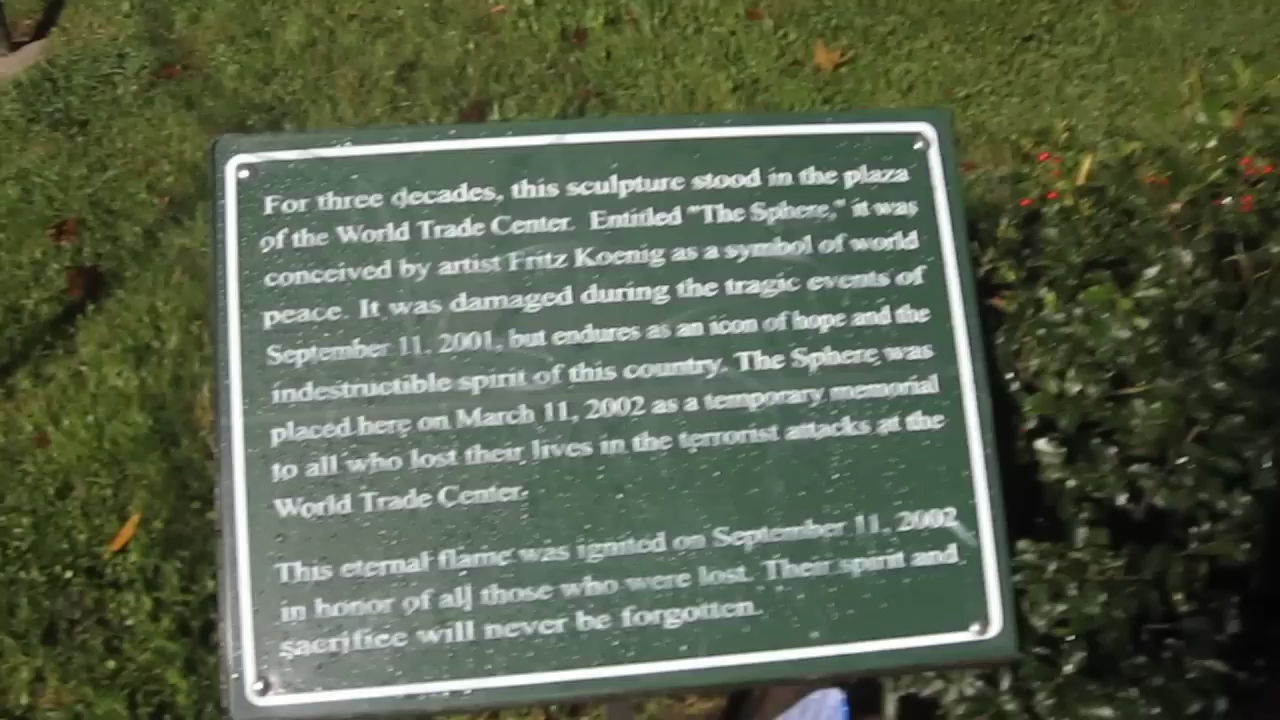 For three decades, this sculpture stood in the plaza
of the World Trade Center. Entitled "The Sphere," it was
conceived by artist Fritz Koenig as a symbol of world
peace. It was damaged during the tragic events of
September 11, 2001, but endures as an icon of hope and the
indestructible spirit of this country. The Sphere was
placed here on March 11, 2002 as a temporary memorial
to all who lost their lives in the terrorist attacks at the
World Trade Center.
This eternal flame was ignited on September 11, 2002
in honor of all those who were lost. Their spirit and
sacrifice will never be forgotten.